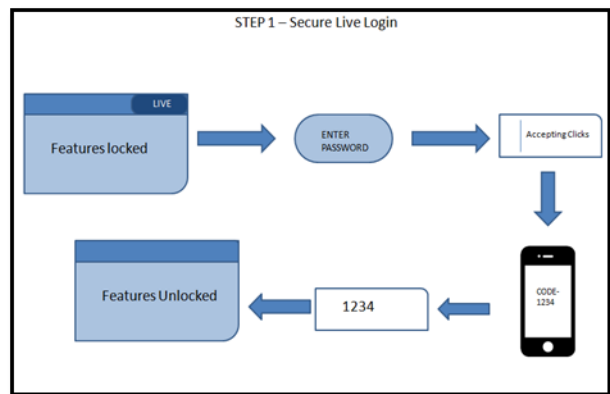 STEP 1 – Secure Live Login
LIVE
Features locked
ENTER
PASSWORD
Accepting Clicks
CODE-
1234
1234
Features Unlocked